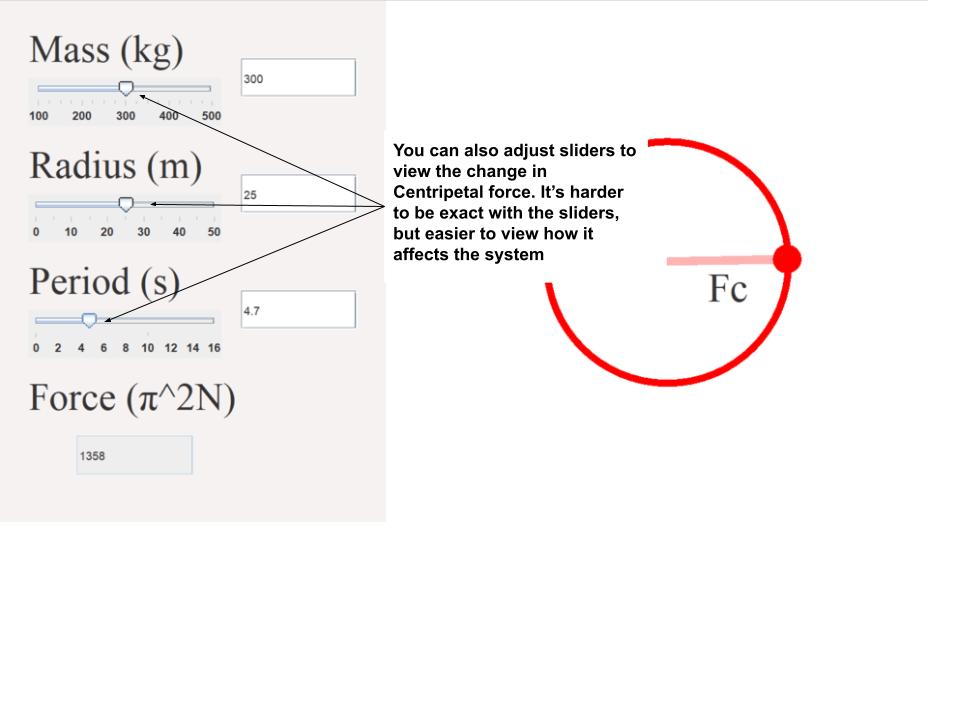 Mass (kg)
300
100 200 300 400 500
Radius (m)
25
0 10 20 30 40 50
Period (s)
4.7
0 2 4 6 8 10 12 14 16
Force (π^2N)
1358
You can also adjust sliders to
view the change in
Centripetal force. It’s harder
to be exact with the sliders,
but easier to view how it
affects the system
Fc